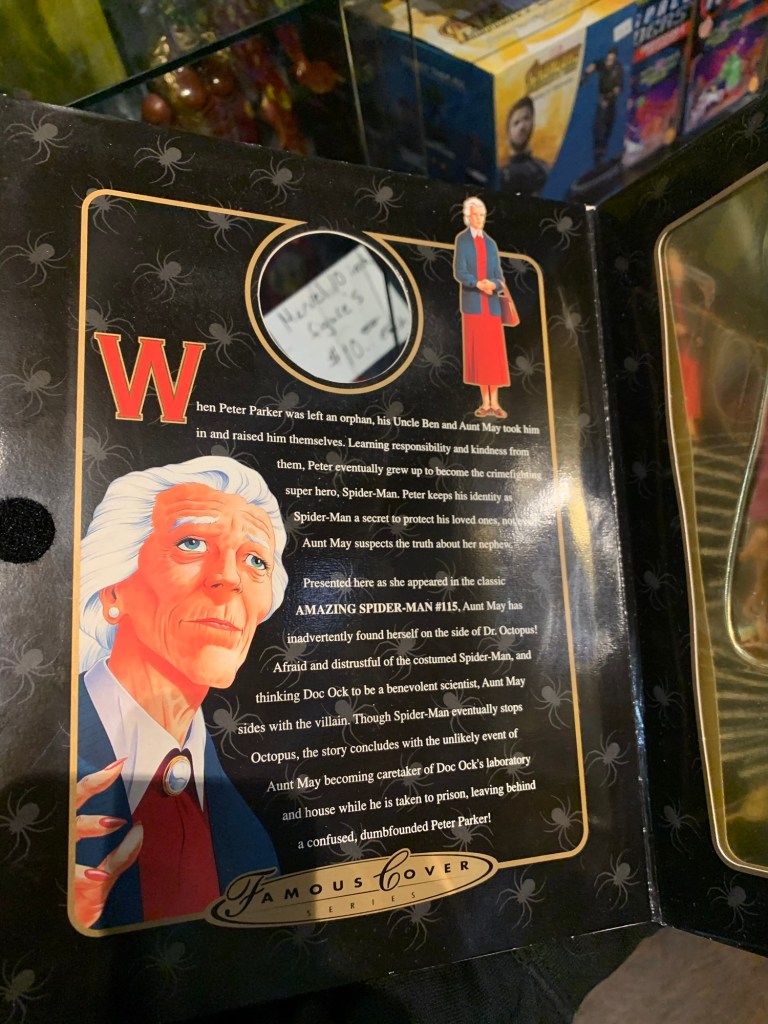 Marvel 10 inch
figure's
$10.00
When Peter Parker was left an orphan, his Uncle Ben and Aunt May took him
in and raised him themselves. Learning responsibility and kindness from
them, Peter eventually grew up to become the crimefighting
super hero, Spider-Man. Peter keeps his identity as
Spider-Man a secret to protect his loved ones, not even
Aunt May suspects the truth about her nephew.
Presented here as she appeared in the classic
AMAZING SPIDER-MAN #115, Aunt May has
inadvertently found herself on the side of Dr. Octopus!
Afraid and distrustful of the costumed Spider-Man, and
thinking Doc Ock to be a benevolent scientist, Aunt May
sides with the villain. Though Spider-Man eventually stops
Octopus, the story concludes with the unlikely event of
Aunt May becoming caretaker of Doc Ock's laboratory
and house while he is taken to prison, leaving behind
a confused, dumbfounded Peter Parker!
FAMOUS COVER
SERIES